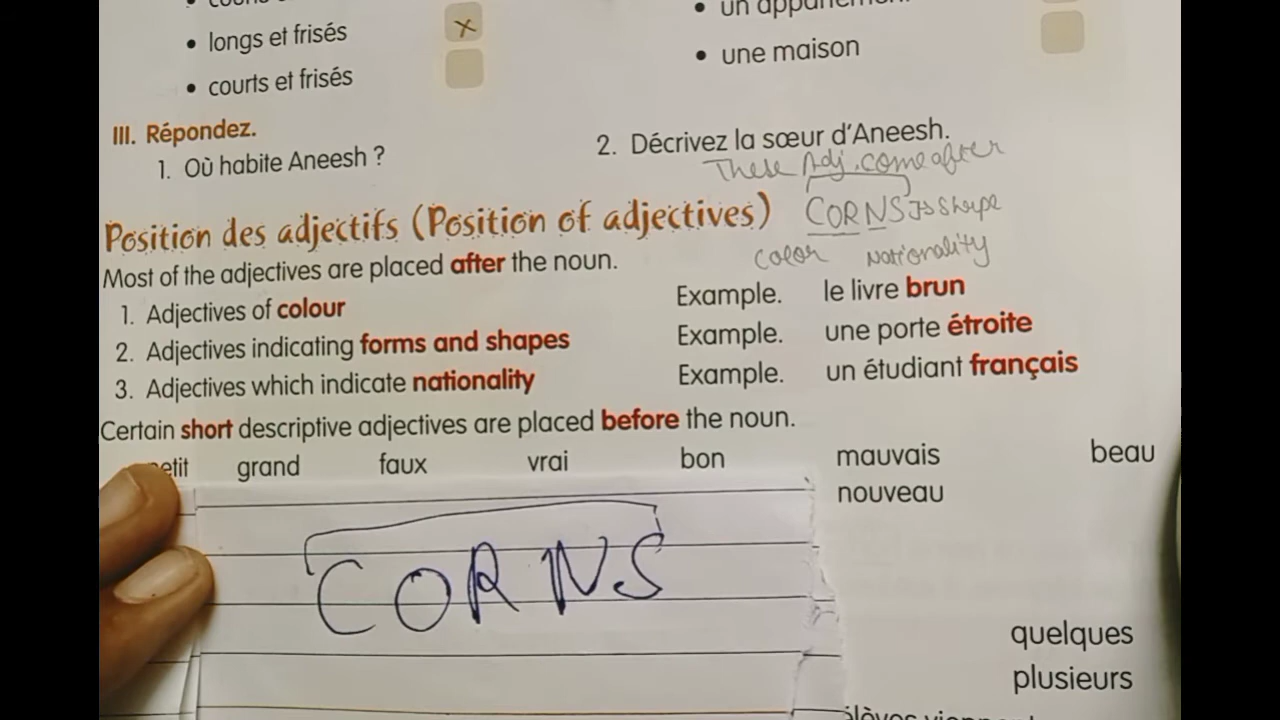 • longs et frisés
• courts et frisés
• une maison
III. Répondez.
1. Où habite Aneesh ?
2. Décrivez la sœur d'Aneesh.
These Adj. come after
Position des adjectifs (Position of adjectives)
CORNS shape
Color Nationality
Most of the adjectives are placed after the noun.
1. Adjectives of colour Example. le livre brun
2. Adjectives indicating forms and shapes Example. une porte étroite
3. Adjectives which indicate nationality Example. un étudiant français
Certain short descriptive adjectives are placed before the noun.
grand faux vrai bon mauvais beau
nouveau
CORNS
quelques
plusieurs